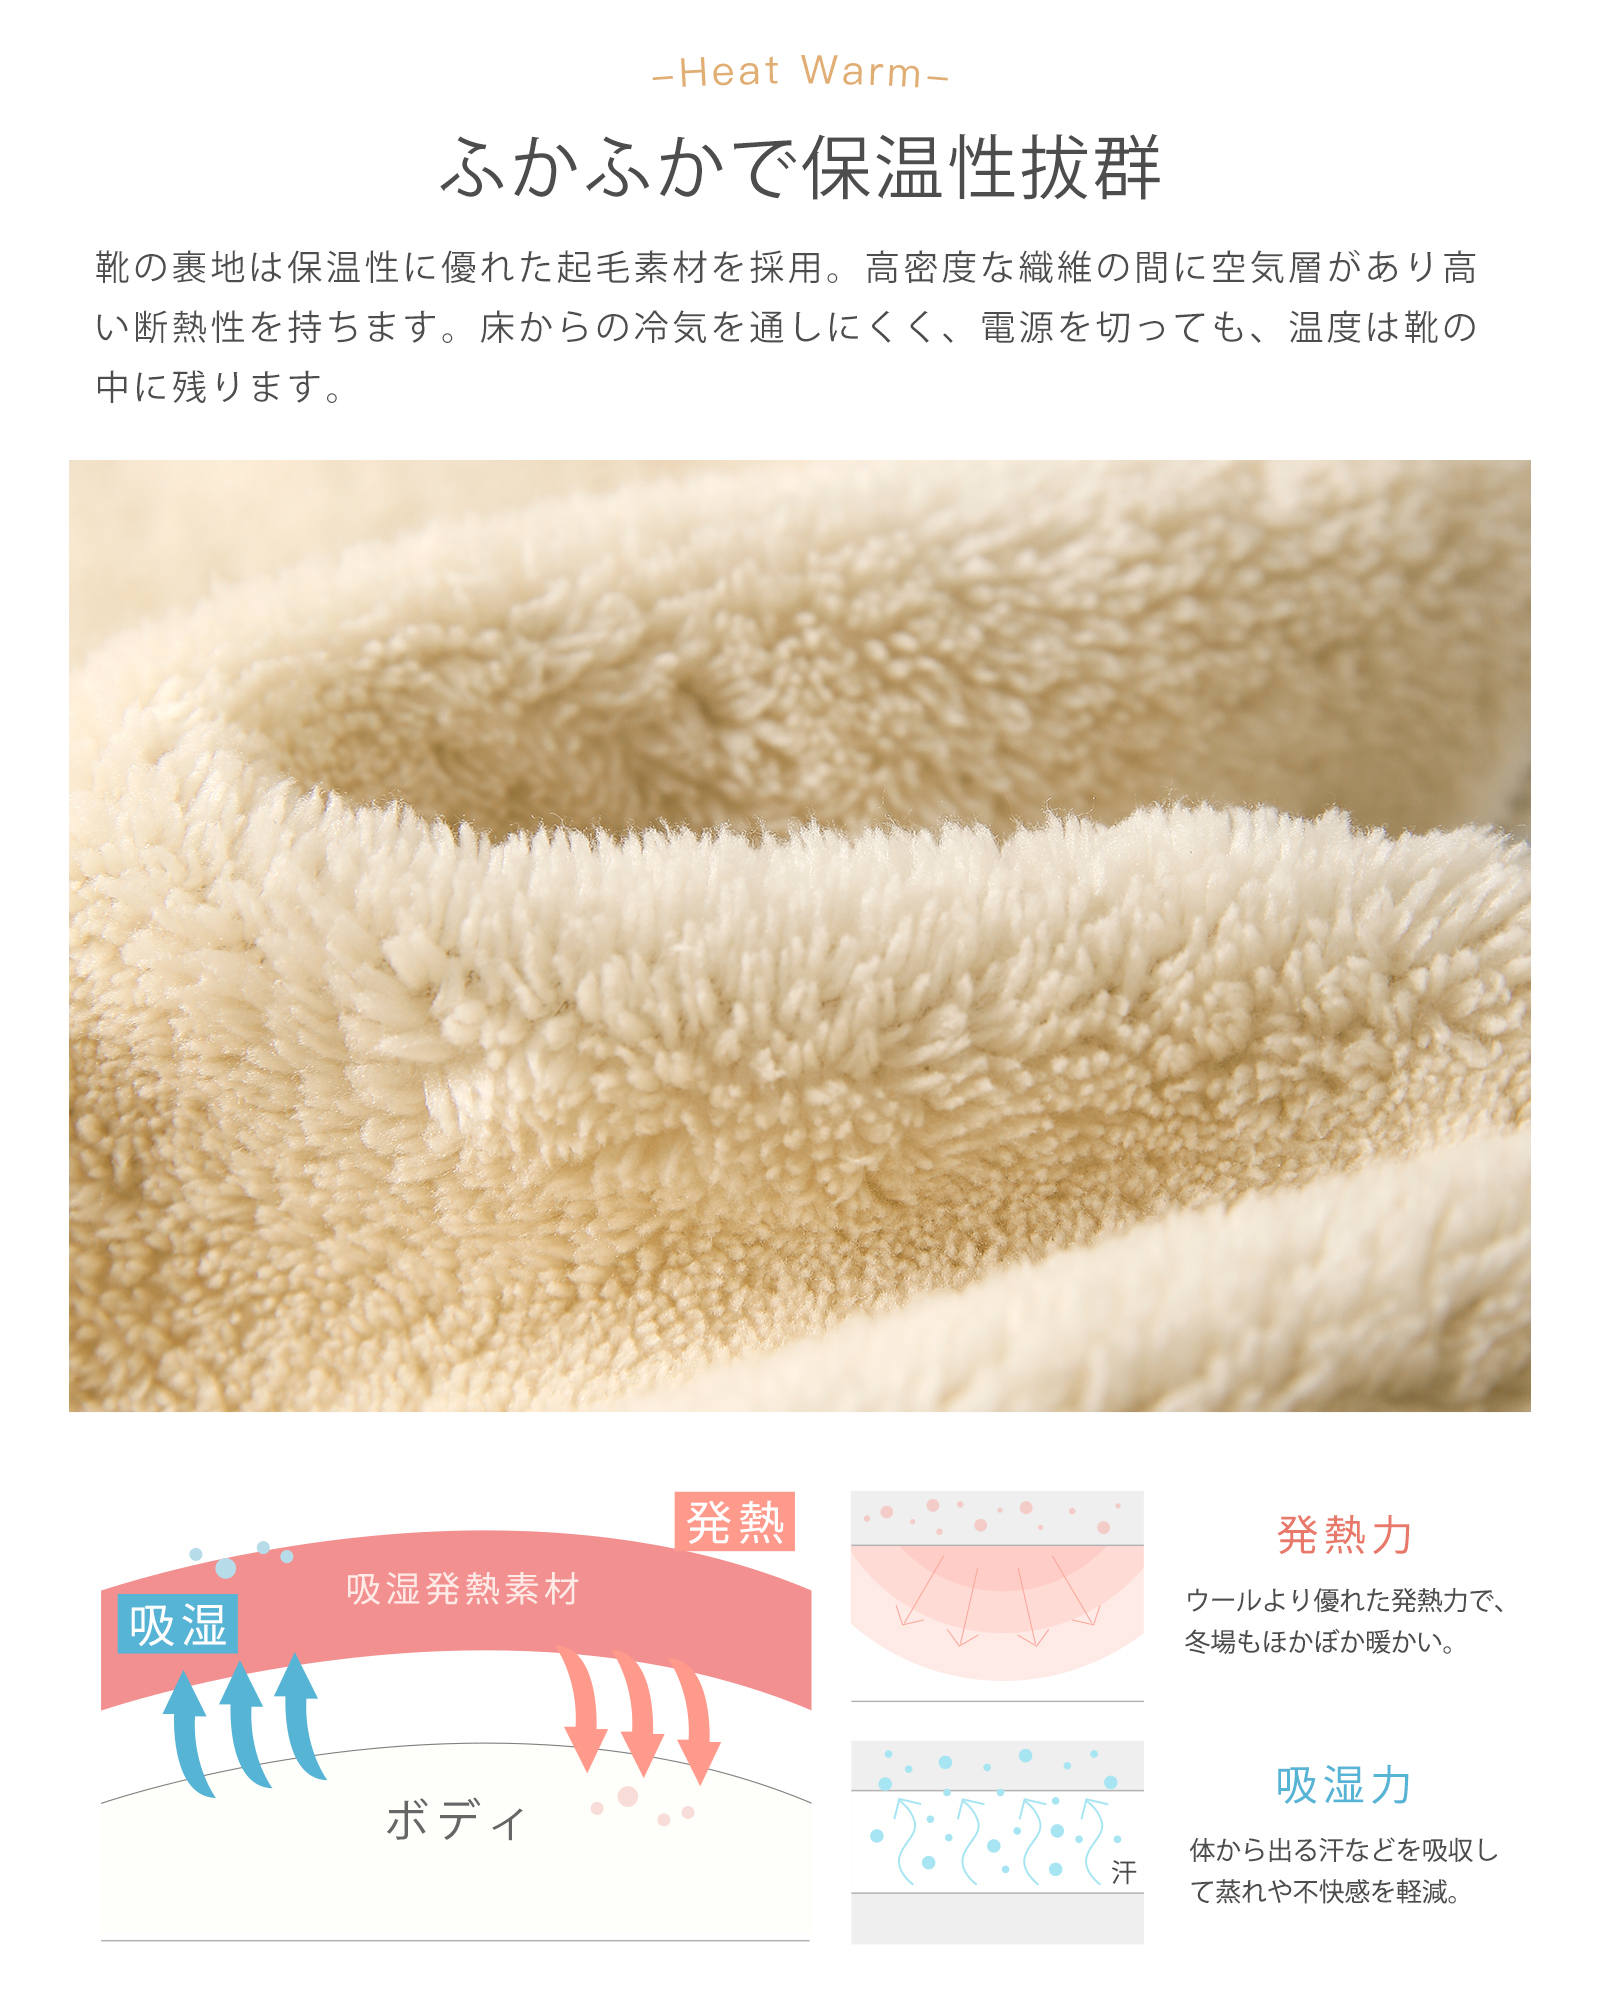 –Heat Warm–
ふかふかで保温性抜群
靴の裏地は保温性に優れた起毛素材を採用。高密度な繊維の間に空気層があり高
い断熱性を持ちます。床からの冷気を通しにくく、電源を切っても、温度は靴の
中に残ります。
発熱
吸湿発熱素材
吸湿
ボディ
発熱力
ウールより優れた発熱力で、
冬場もほかぽか暖かい。
吸湿力
体から出る汗などを吸収し
て蒸れや不快感を軽減。
汗